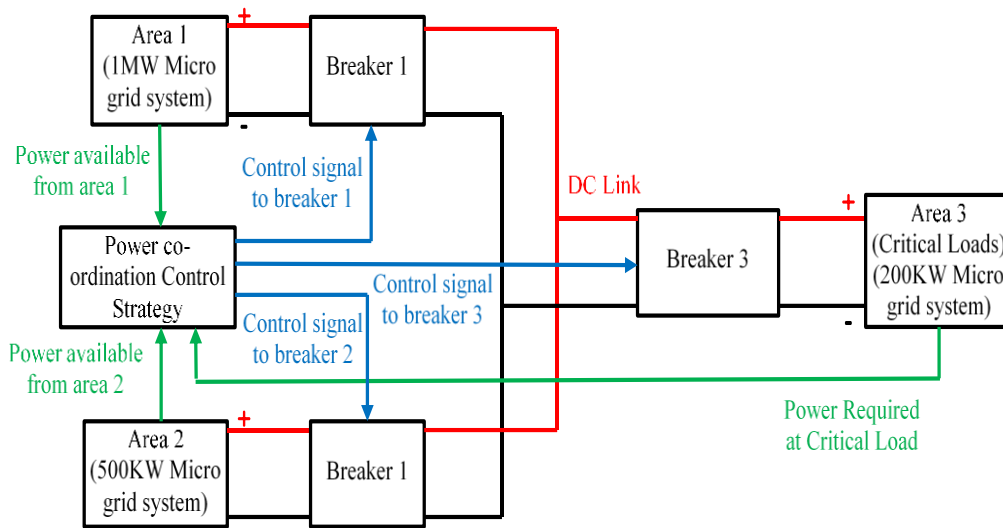 Area 1
(1MW Micro
grid system)
+
-
Breaker 1
Power available
from area 1
Control signal
to breaker 1
DC Link
Power co-
ordination Control
Strategy
Breaker 3
+
-
Area 3
(Critical Loads)
(200KW Micro
grid system)
Control signal
to breaker 3
Control signal
to breaker 2
Power available
from area 2
Power Required
at Critical Load
Area 2
(500KW Micro
grid system)
+
-
Breaker 1